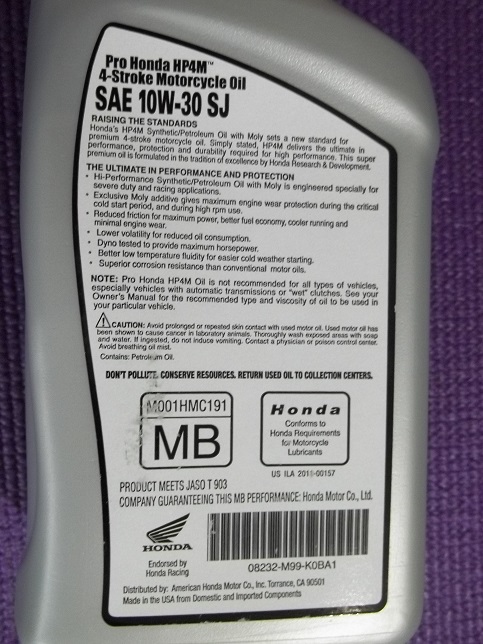 Pro Honda HP4M™
4-Stroke Motorcycle Oil
SAE 10W-30 SJ
RAISING THE STANDARDS
Honda's HP4M Synthetic/Petroleum Oil with Moly sets a new standard for
premium 4-stroke motorcycle oil. Simply stated, HP4M delivers the ultimate in
performance, protection and durability required for high performance. This super
premium oil is formulated in the tradition of excellence by Honda Research & Development.
THE ULTIMATE IN PERFORMANCE AND PROTECTION
• Hi-Performance Synthetic/Petroleum Oil with Moly is engineered specially for
severe duty and racing applications.
• Exclusive Moly additive gives maximum engine wear protection during the critical
cold start period, and during high rpm use.
• Reduced friction for maximum power, better fuel economy, cooler running and
minimal engine wear.
• Lower volatility for reduced oil consumption.
• Dyno tested to provide maximum horsepower.
• Better low temperature fluidity for easier cold weather starting.
• Superior corrosion resistance than conventional motor oils.
NOTE: Pro Honda HP4M Oil is not recommended for all types of vehicles,
especially vehicles with automatic transmissions or "wet" clutches. See your
Owner's Manual for the recommended type and viscosity of oil to be used in
your particular vehicle.
CAUTION: Avoid prolonged or repeated skin contact with used motor oil. Used motor oil has
been shown to cause cancer in laboratory animals. Thoroughly wash exposed areas with soap
and water. If ingested, do not induce vomiting. Contact a physician or poison control center.
Avoid breathing oil mist.
Contains: Petroleum Oil.
DON'T POLLUTE. CONSERVE RESOURCES. RETURN USED OIL TO COLLECTION CENTERS.
M001HMC191
MB
Honda
Conforms to
Honda Requirements
for Motorcycle
Lubricants
US ILA 2011-00157
PRODUCT MEETS JASO T 903
COMPANY GUARANTEEING THIS MB PERFORMANCE: Honda Motor Co., Ltd.
HONDA
Endorsed by
Honda Racing
08232-M99-K0BA1
Distributed by: American Honda Motor Co., Inc. Torrance, CA 90501
Made in the USA from Domestic and Imported Components